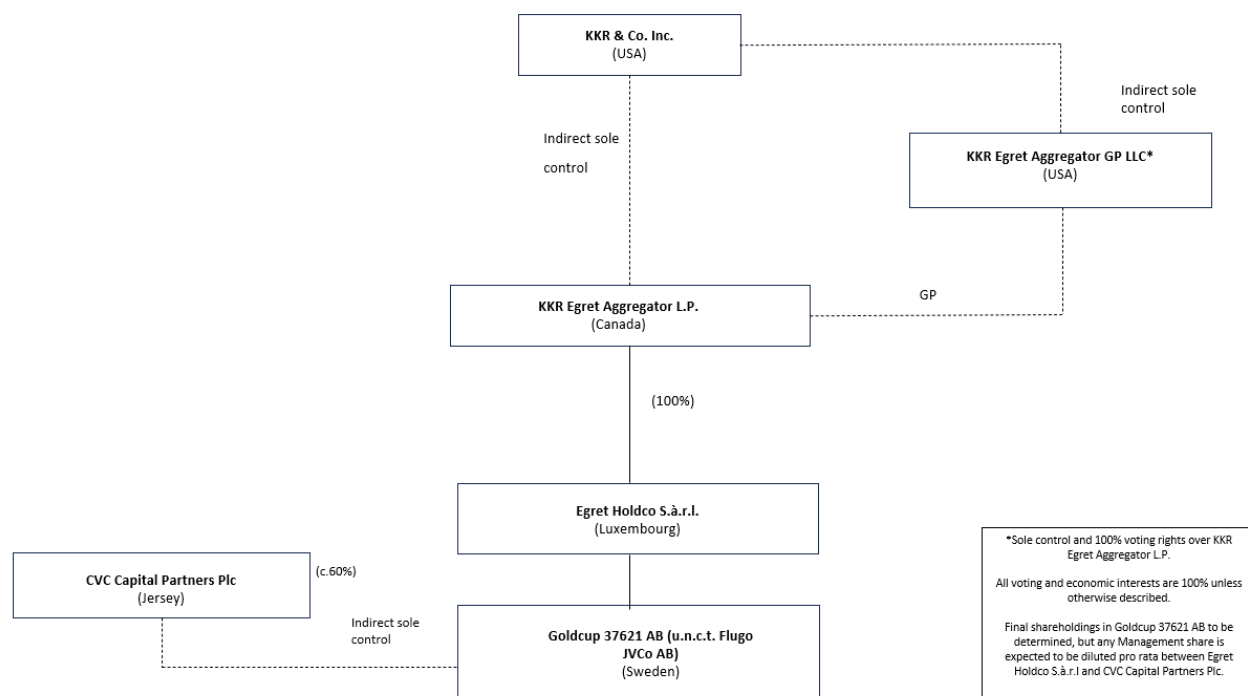 KKR & Co. Inc.
(USA)
Indirect sole
control
KKR Egret Aggregator GP LLC*
(USA)
Indirect sole
control
KKR Egret Aggregator L.P.
(Canada)
GP
(100%)
Egret Holdco S.à.r.l.
(Luxembourg)
CVC Capital Partners Plc
(Jersey)
(c.60%)
Indirect sole
control
Goldcup 37621 AB (u.n.c.t. Flugo
JVCo AB)
(Sweden)
*Sole control and 100% voting rights over KKR
Egret Aggregator L.P.
All voting and economic interests are 100% unless
otherwise described.
Final shareholdings in Goldcup 37621 AB to be
determined, but any Management share is
expected to be diluted pro rata between Egret
Holdco S.à.r.l and CVC Capital Partners Plc.